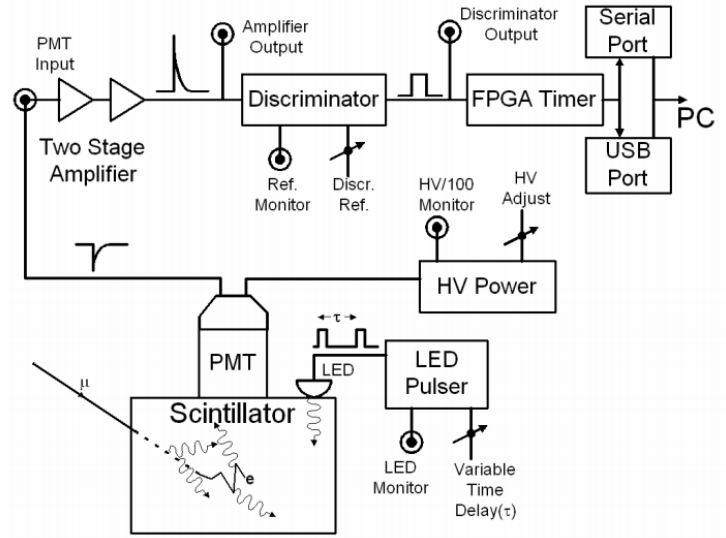 PMT
Input
Amplifier
Output
Discriminator
Output
Serial
Port
Discriminator
FPGA Timer
PC
USB
Port
Two Stage
Amplifier
Ref.
Monitor
Discr.
Ref.
HV/100
Monitor
HV
Adjust
HV Power
τ
LED
LED
Pulser
PMT
μ
Scintillator
e
LED
Monitor
Variable
Time
Delay(τ)